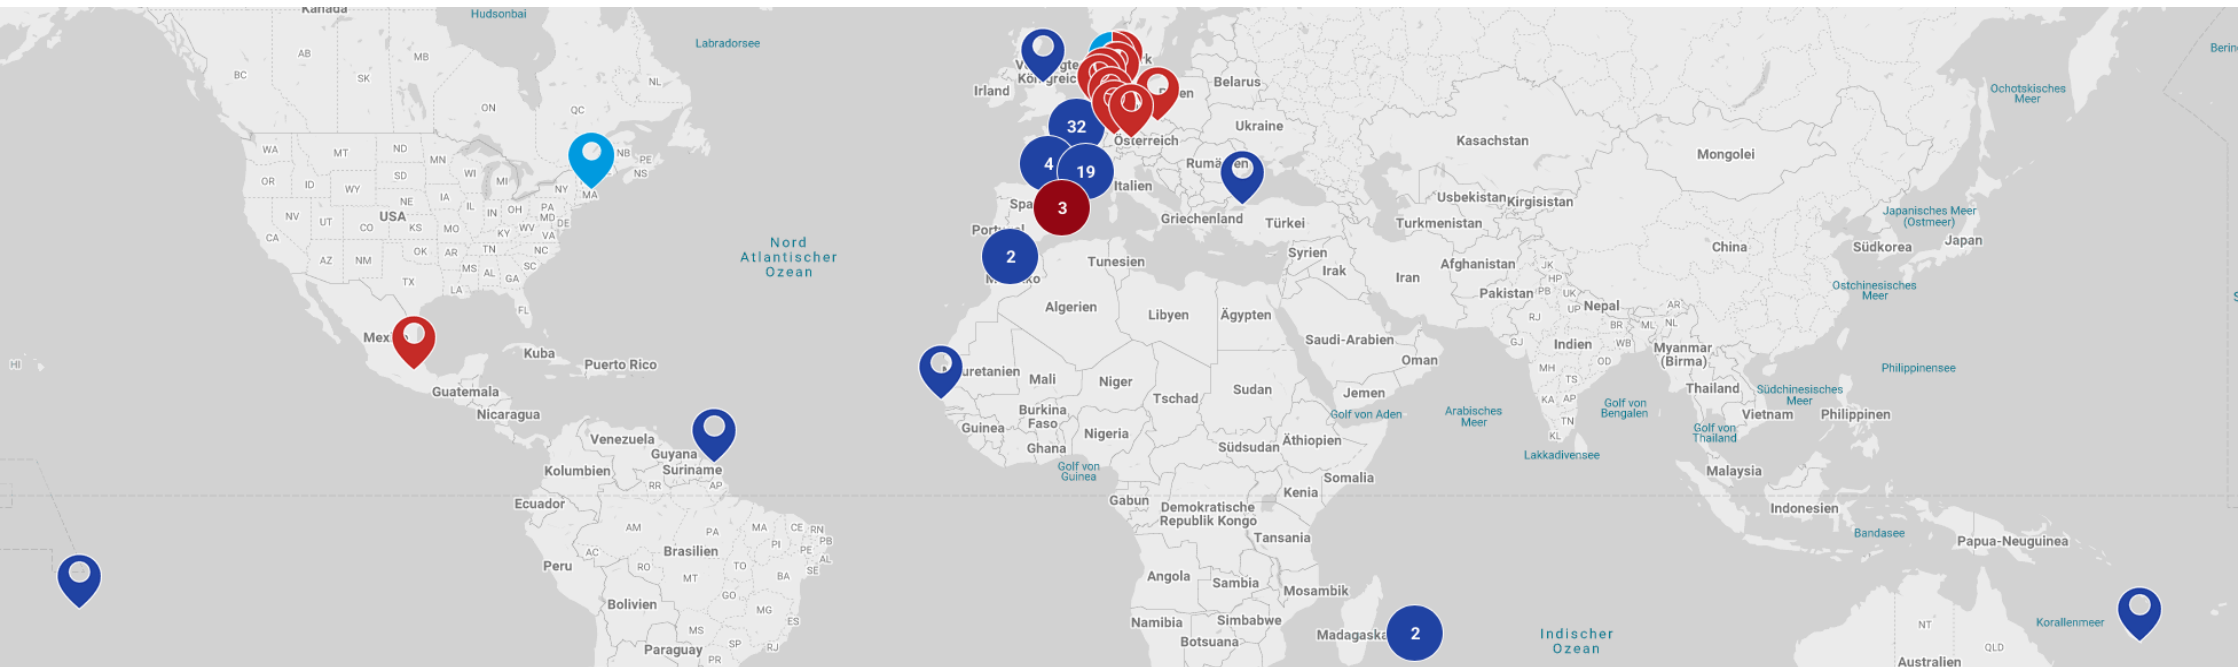 Kanada
Hudsonbai
Labradorsee
AB
MB
BC
SK
NL
ON
QC
NB
PE
NS
WA
MT
ND
MN
OR
ID
SD
WI
MI
WY
NY
MA
NE
IA
NV
UT
USA
IL
IN
OH
PA
MD
DE
CO
KS
MO
KY
WV
VA
CA
OK
AR
TN
NC
AZ
NM
MS
AL
GA
SC
TX
LA
FL
HI
Kuba
Puerto Rico
Guatemala
Nicaragua
Venezuela
Guyana
Suriname
Kolumbien
RR
AP
Ecuador
AM
PA
MA
CE
RN
PB
PI
PE
AL
SE
AC
Brasilien
RO
TO
BA
MT
Peru
GO
MG
ES
Bolivien
MS
SP
RJ
Paraguay
PR
Nord
Atlantischer
Ozean
Irland
Belarus
Ukraine
32
Österreich
4
19
Italien
3
2
Griechenland
Türkei
Tunesien
Syrien
Irak
Iran
Algerien
Libyen
Ägypten
Saudi-Arabien
Oman
Mali
Niger
Sudan
Jemen
Tschad
Golf von Aden
Burkina
Faso
Guinea
Nigeria
Ghana
Südsudan
Äthiopien
Golf von
Guinea
Somalia
Gabun
Kenia
Demokratische
Republik Kongo
Tansania
Angola
Sambia
Mosambik
Simbabwe
Namibia
Botsuana
2
Kasachstan
Mongolei
Usbekistan
Kirgisistan
Turkmenistan
Afghanistan
China
Südkorea
Japan
Japanisches Meer
(Ostmeer)
Ochotskisches
Meer
Ostchinesisches
Meer
Pakistan
JK
HP
PB
UK
UP
Nepal
RJ
AR
BR
ML
NL
GJ
Indien
WB
Myanmar
(Birma)
OD
MH
TS
KA
AP
TN
KL
Arabisches
Meer
Golf von
Bengalen
Thailand
Südchinesisches
Meer
Vietnam
Philippinen
Philippinensee
Golf von
Thailand
Lakkadivensee
Malaysia
Indonesien
Bandasee
Papua-Neuguinea
Indischer
Ozean
Korallenmeer
NT
QLD
Australien